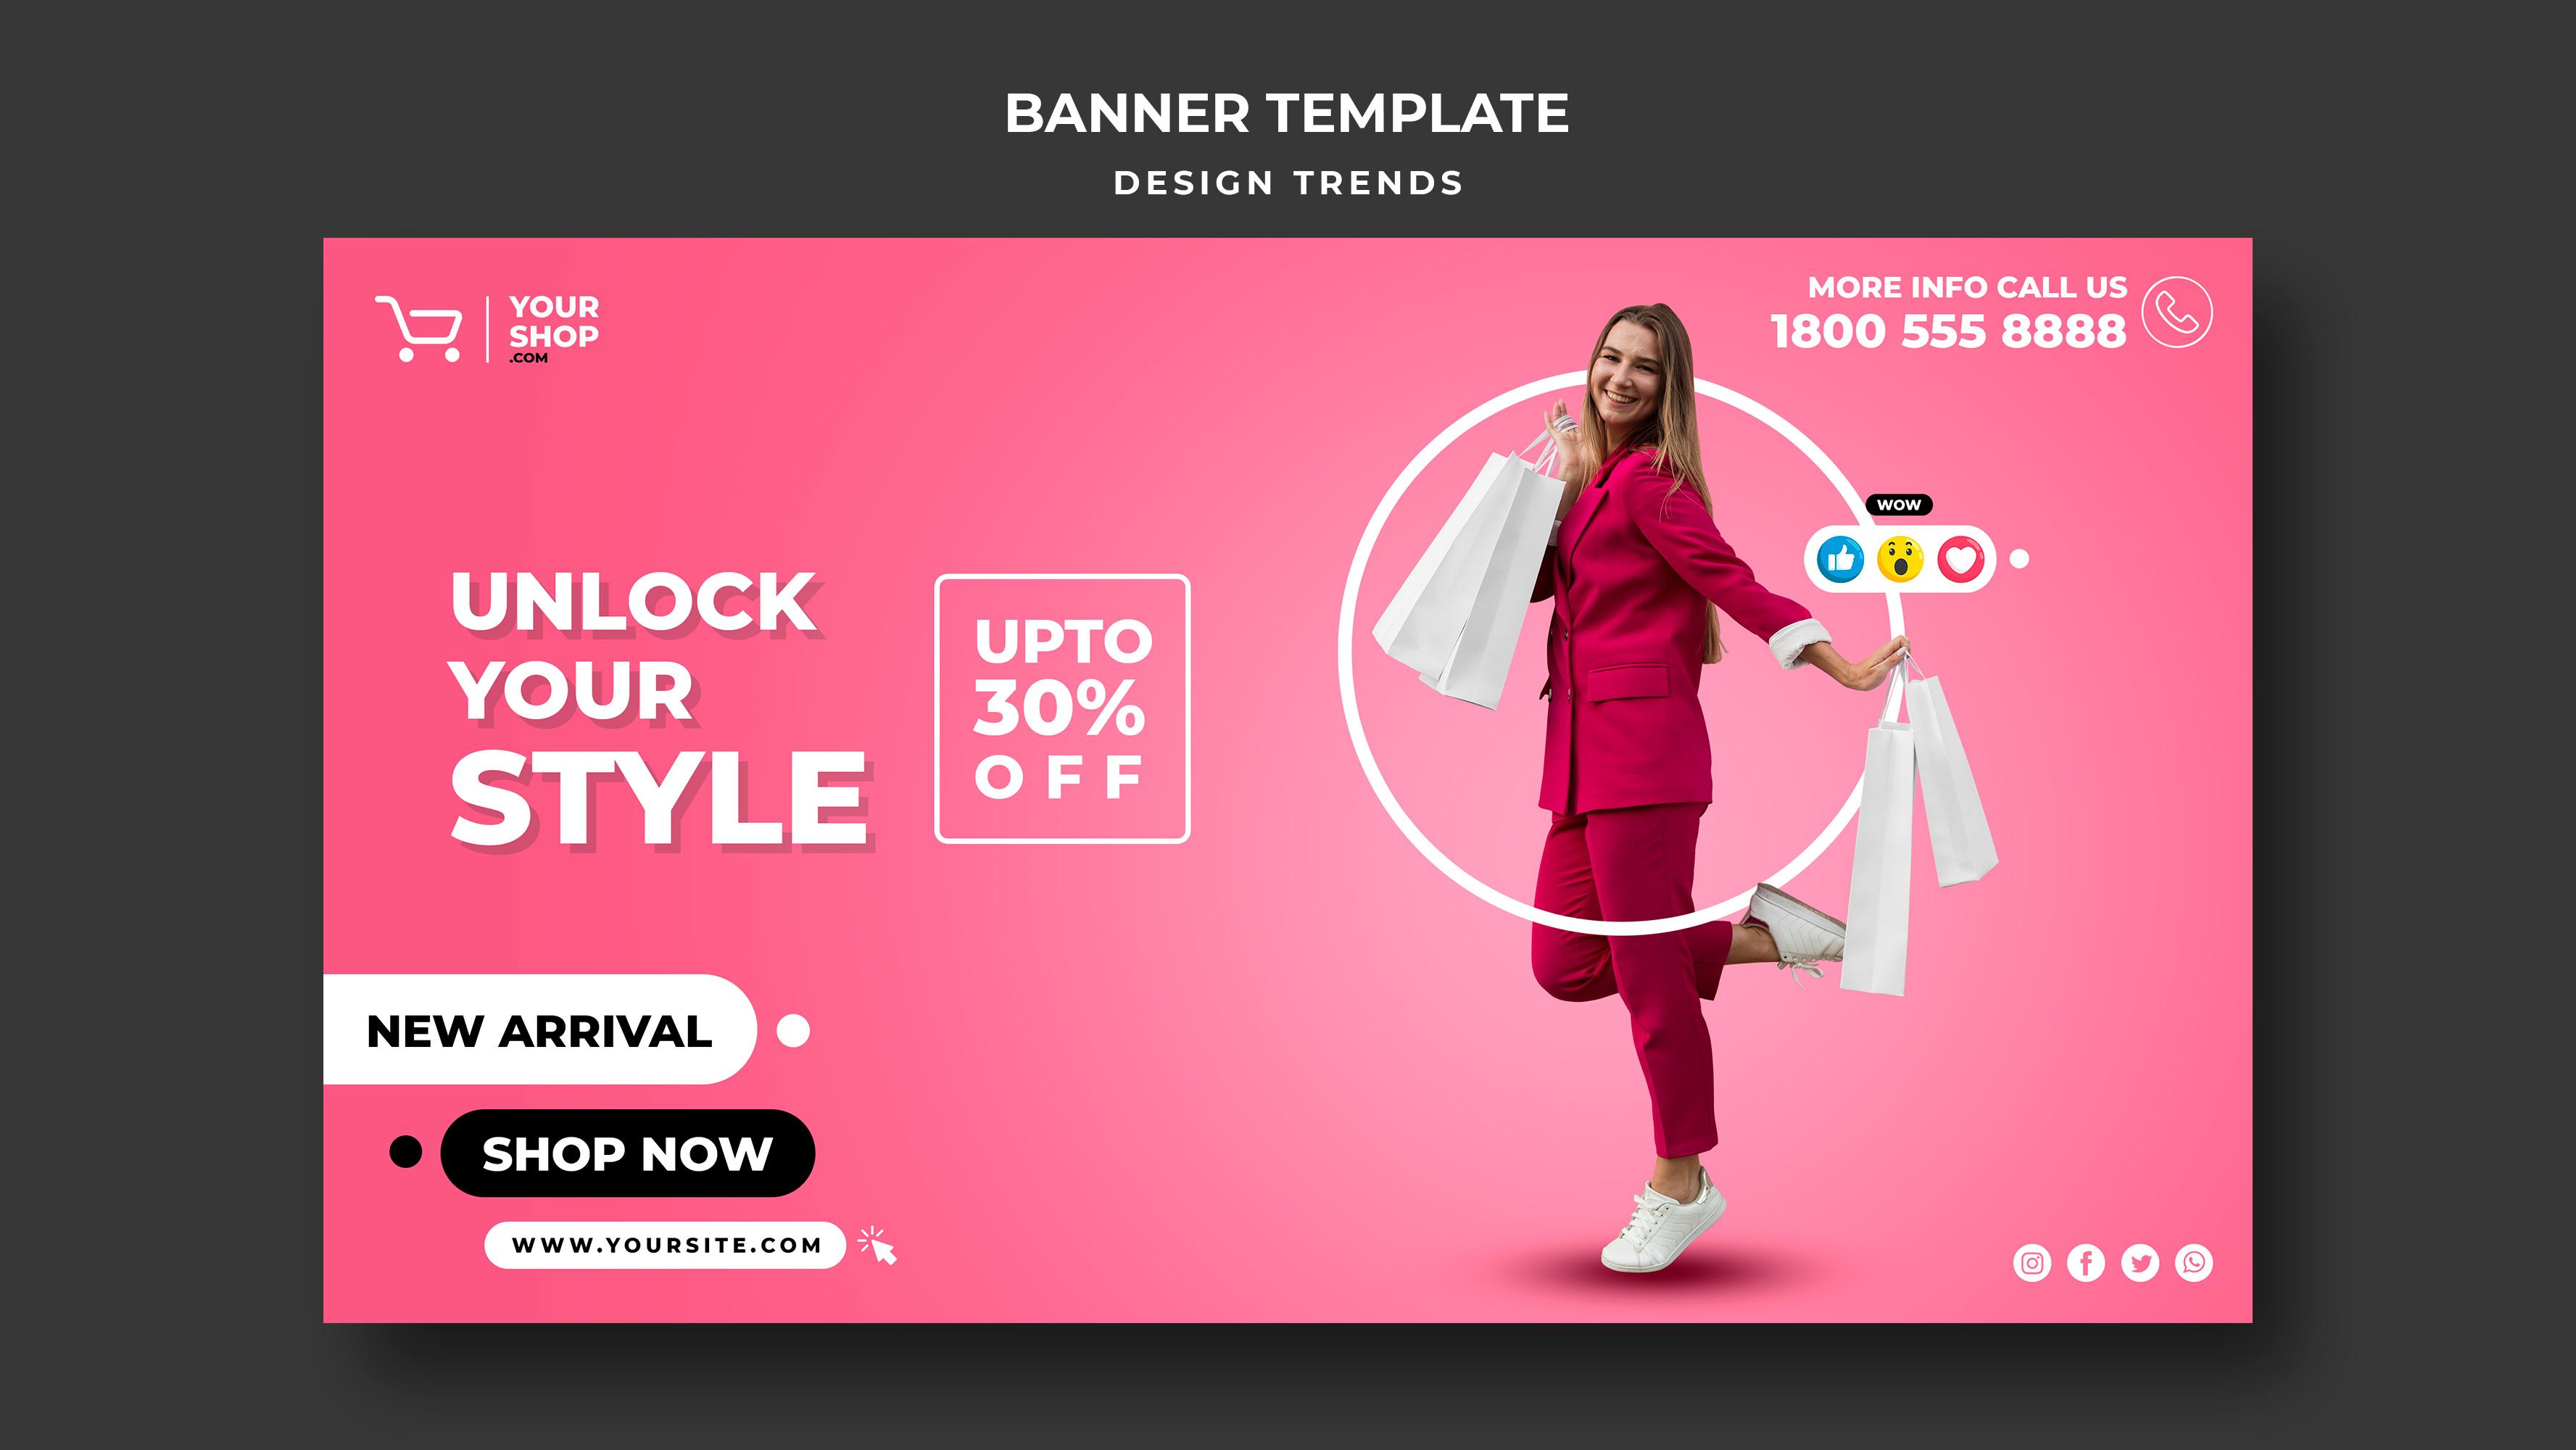 BANNER TEMPLATE
DESIGN TRENDS
YOUR
SHOP
.COM
MORE INFO CALL US
1800 555 8888
WOW
UNLOCK
YOUR
STYLE
UPTO
30%
OFF
NEW ARRIVAL
SHOP NOW
WWW.YOURSITE.COM